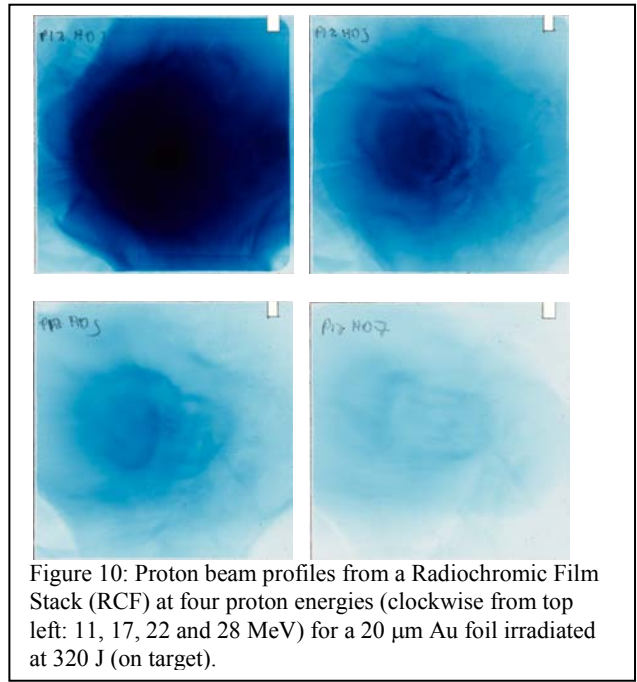 Figure 10: Proton beam profiles from a Radiochromic Film
Stack (RCF) at four proton energies (clockwise from top
left: 11, 17, 22 and 28 MeV) for a 20 μm Au foil irradiated
at 320 J (on target).